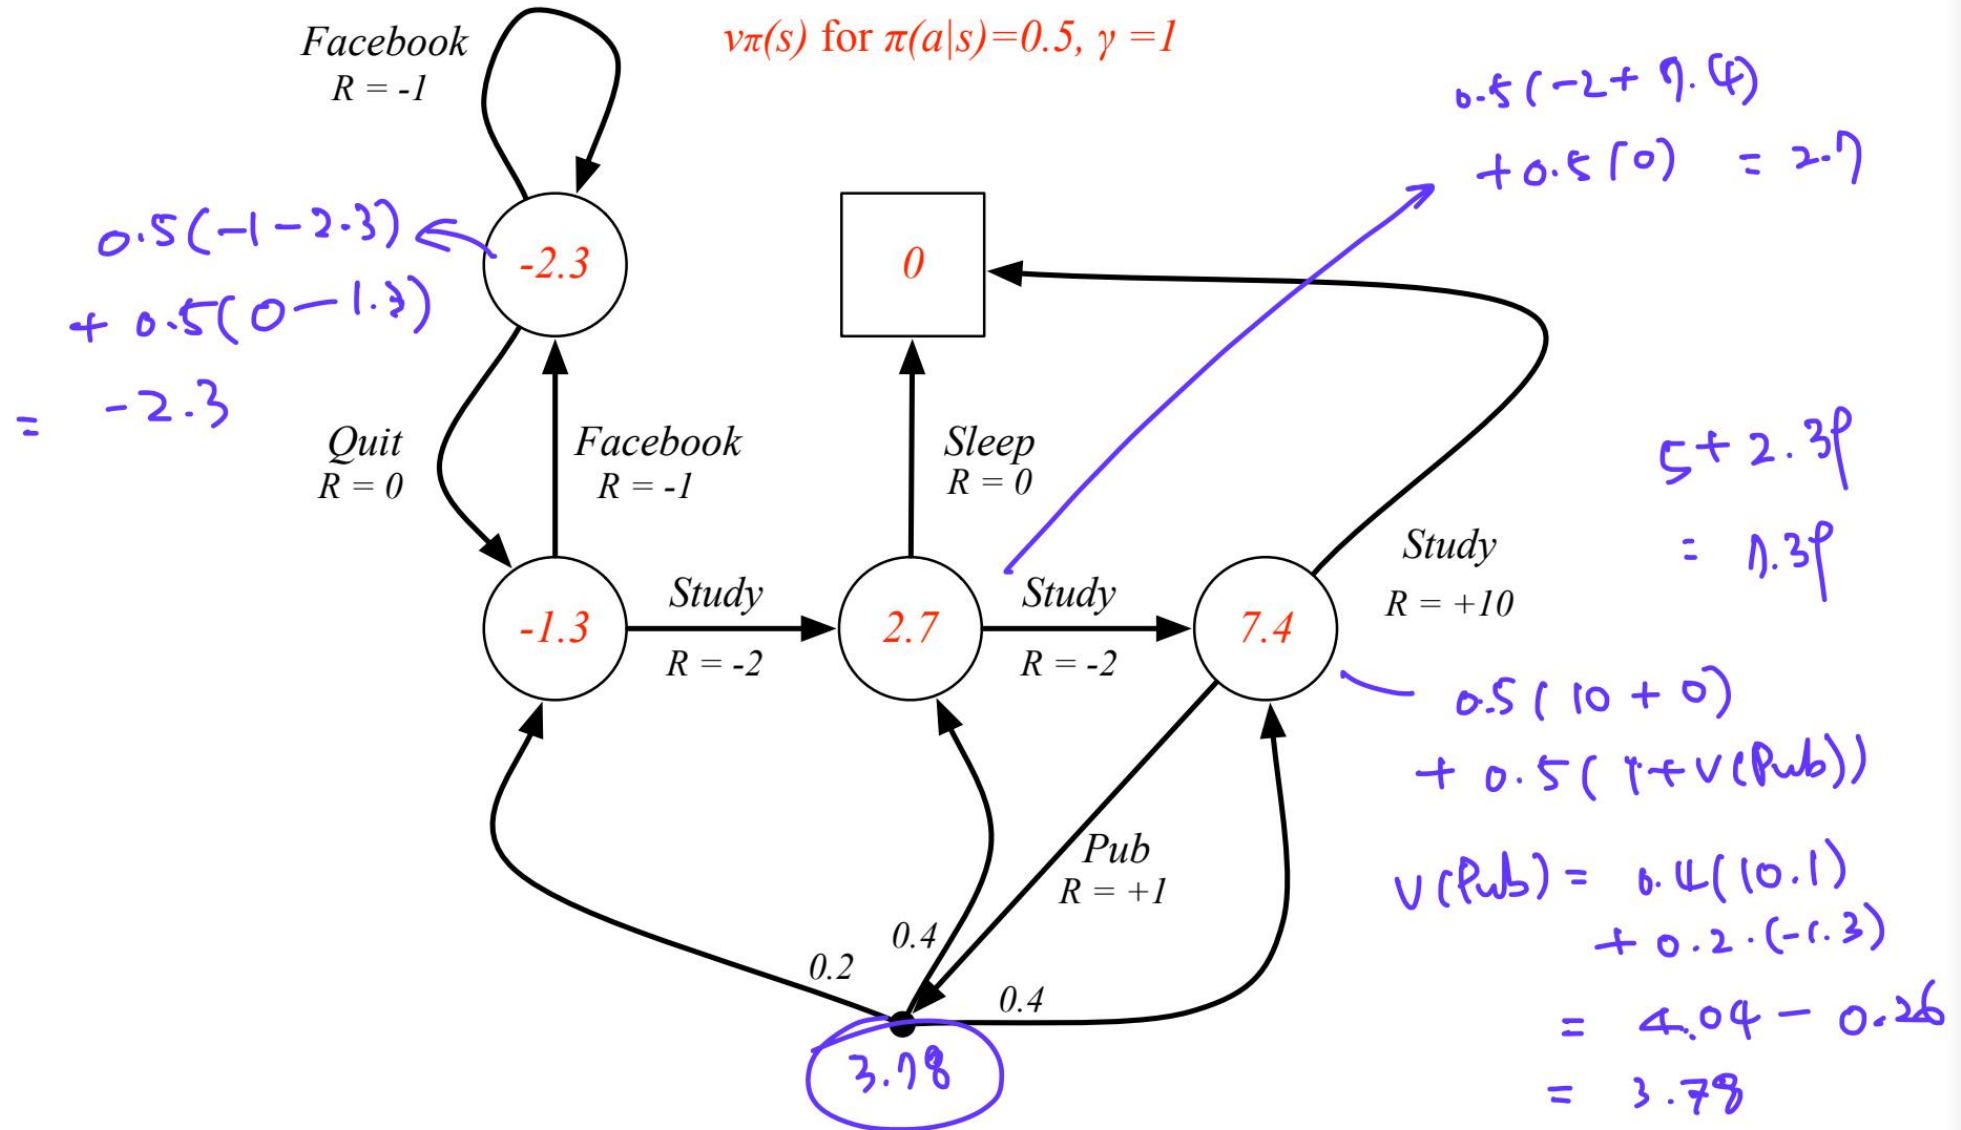 Facebook
R = -1
vπ(s) for π(a|s)=0.5, γ =1
0.5(-2+7.4)
+0.5(0) = 2.7
0.5(-1-2.3)
+ 0.5(0-1.3)
= -2.3
-2.3
0
Quit
R = 0
Facebook
R = -1
Sleep
R = 0
5+2.39
= 7.39
Study
R = +10
-1.3
Study
R = -2
2.7
Study
R = -2
7.4
0.5(10+0)
+ 0.5(1+V(Pub))
Pub
R = +1
V(Pub) = 0.4(10.1)
+ 0.2·(-1.3)
= 4.04 - 0.26
= 3.78
0.2
0.4
0.4
3.78